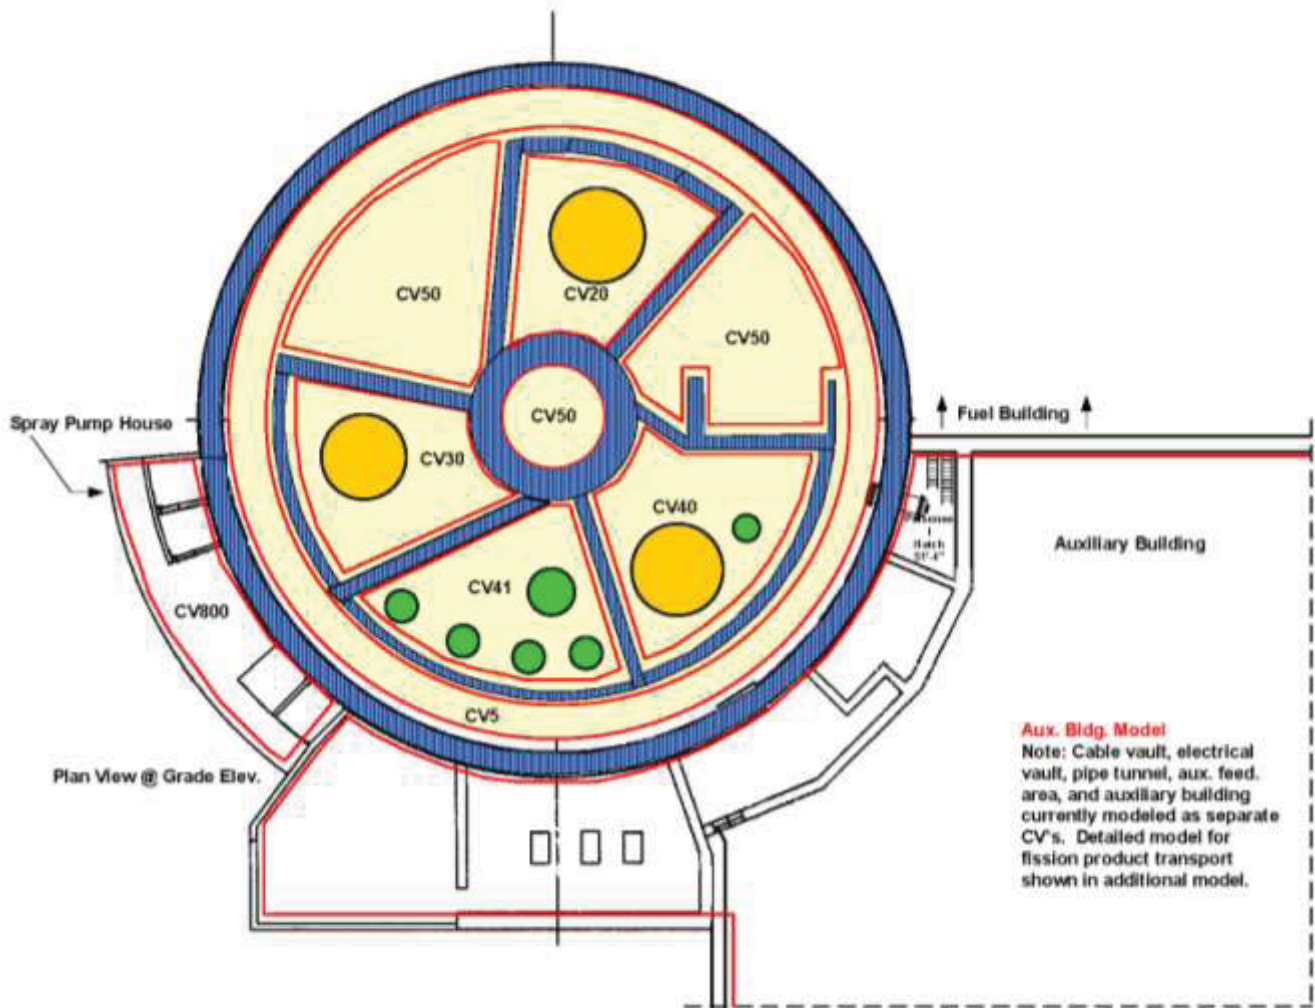 CV50
CV20
CV50
CV50
Spray Pump House
Fuel Building
CV30
CV40
Hatch
Auxiliary Building
CV41
CV800
CV5
Plan View @ Grade Elev.
Aux. Bldg. Model
Note: Cable vault, electrical
vault, pipe tunnel, aux. feed.
area, and auxiliary building
currently modeled as separate
CV's. Detailed model for
fission product transport
shown in additional model.